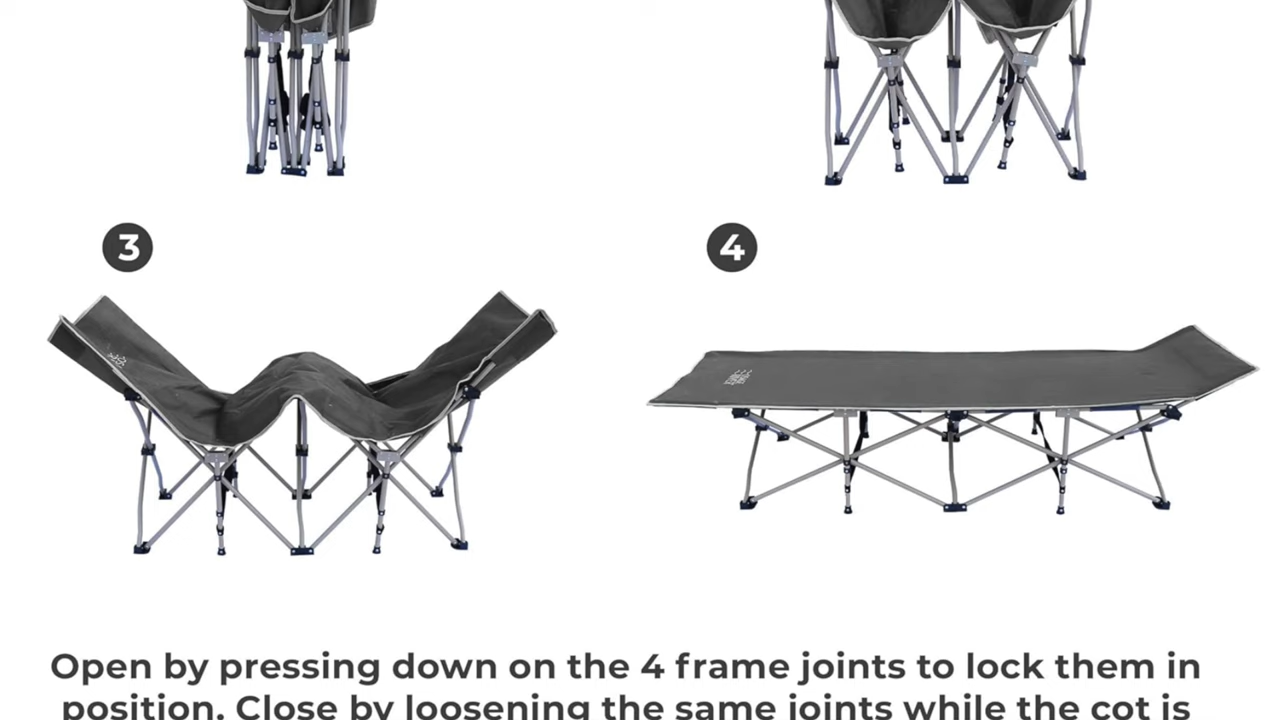 3
4
Open by pressing down on the 4 frame joints to lock them in
position. Close by loosening the same joints while the cot is